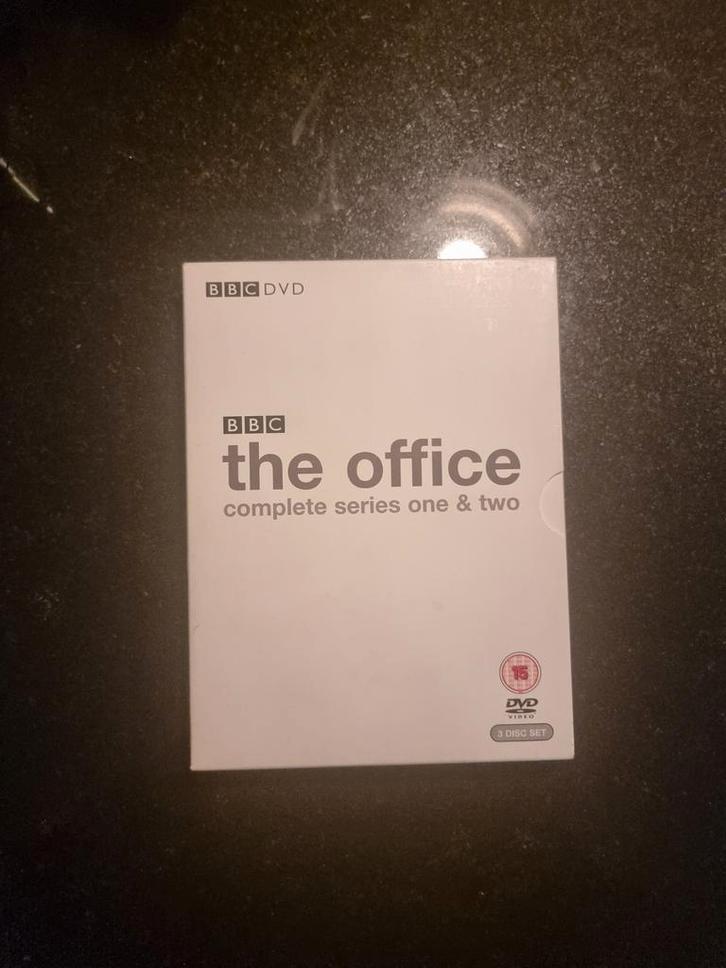 BBC DVD
BBC
the office
complete series one & two
15
DVD
VIDEO
3 DISC SET